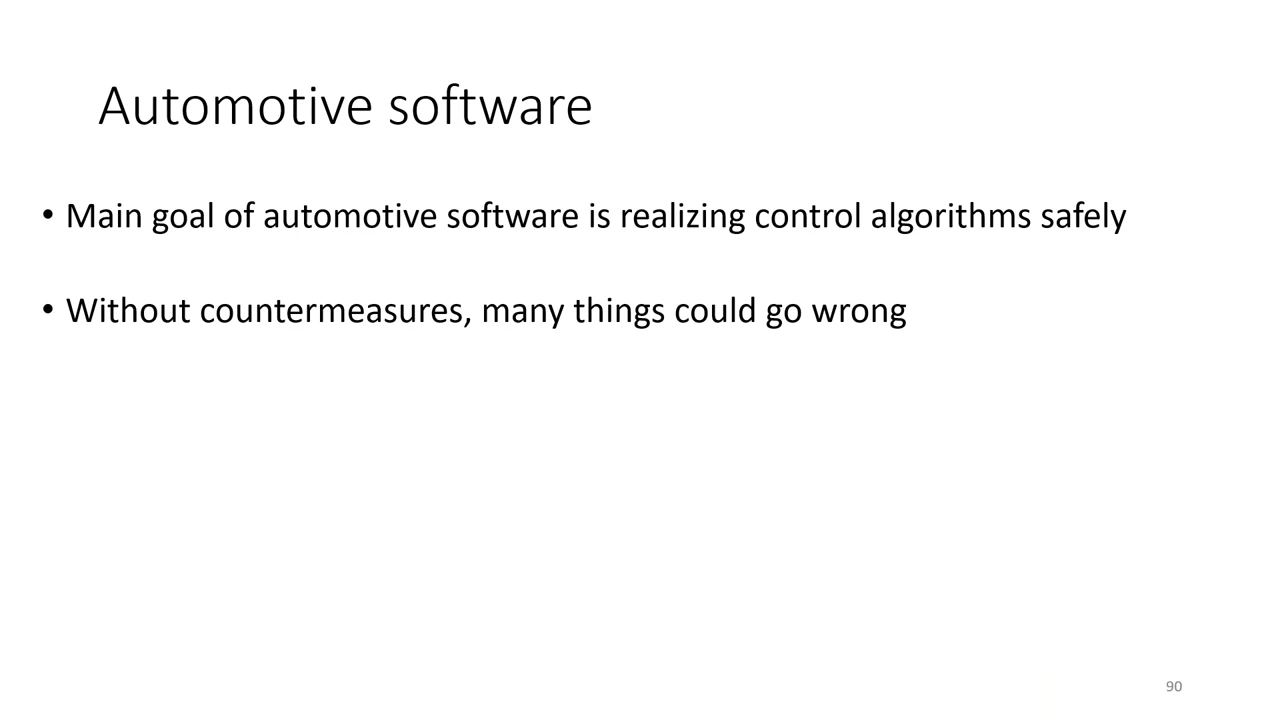 Automotive software
• Main goal of automotive software is realizing control algorithms safely
• Without countermeasures, many things could go wrong
90